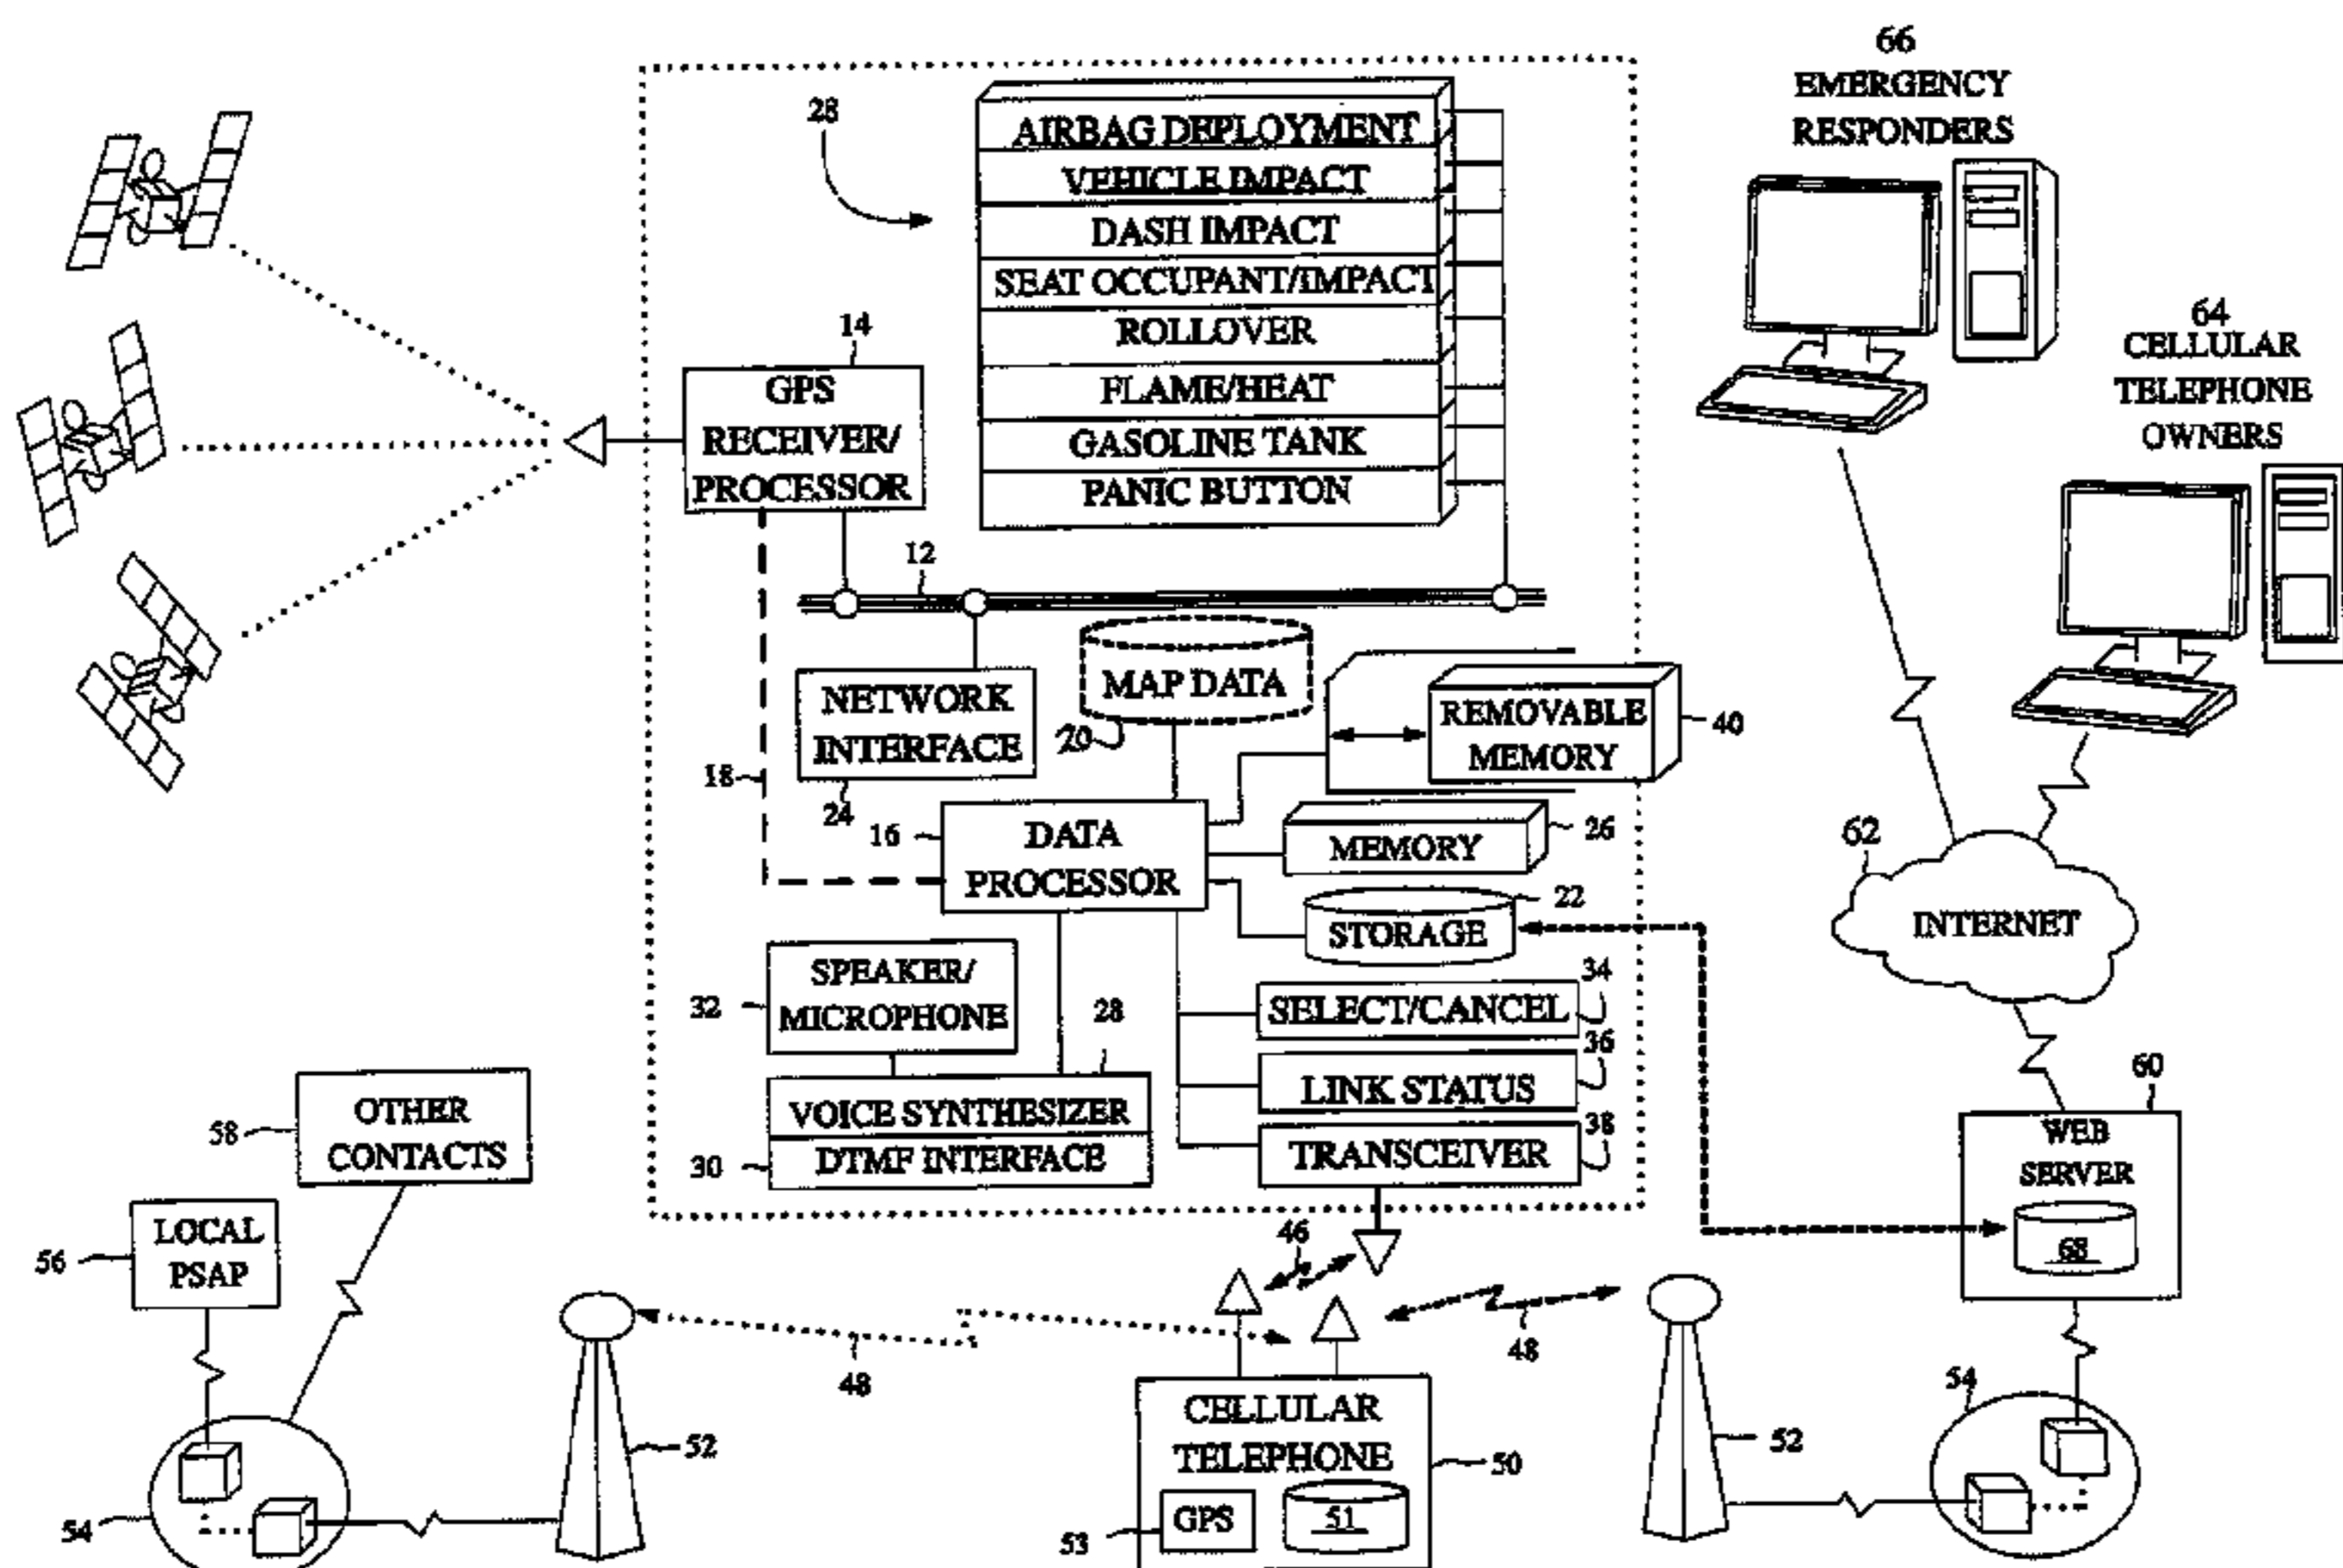 66
EMERGENCY
RESPONDERS
28
AIRBAG DEPLOYMENT
VEHICLE IMPACT
DASH IMPACT
SEAT OCCUPANT/IMPACT
ROLLOVER
FLAME/HEAT
GASOLINE TANK
PANIC BUTTON
64
CELLULAR
TELEPHONE
OWNERS
14
GPS
RECEIVER/
PROCESSOR
12
NETWORK
INTERFACE
24
18
MAP DATA
20
REMOVABLE
MEMORY
40
16
DATA
PROCESSOR
MEMORY
26
22
STORAGE
62
INTERNET
32
SPEAKER/
MICROPHONE
28
VOICE SYNTHESIZER
30
DTMF INTERFACE
34
SELECT/CANCEL
36
LINK STATUS
38
TRANSCEIVER
60
WEB
SERVER
68
58
OTHER
CONTACTS
56
LOCAL
PSAP
46
48
48
52
52
54
54
CELLULAR
TELEPHONE
50
GPS
53
51